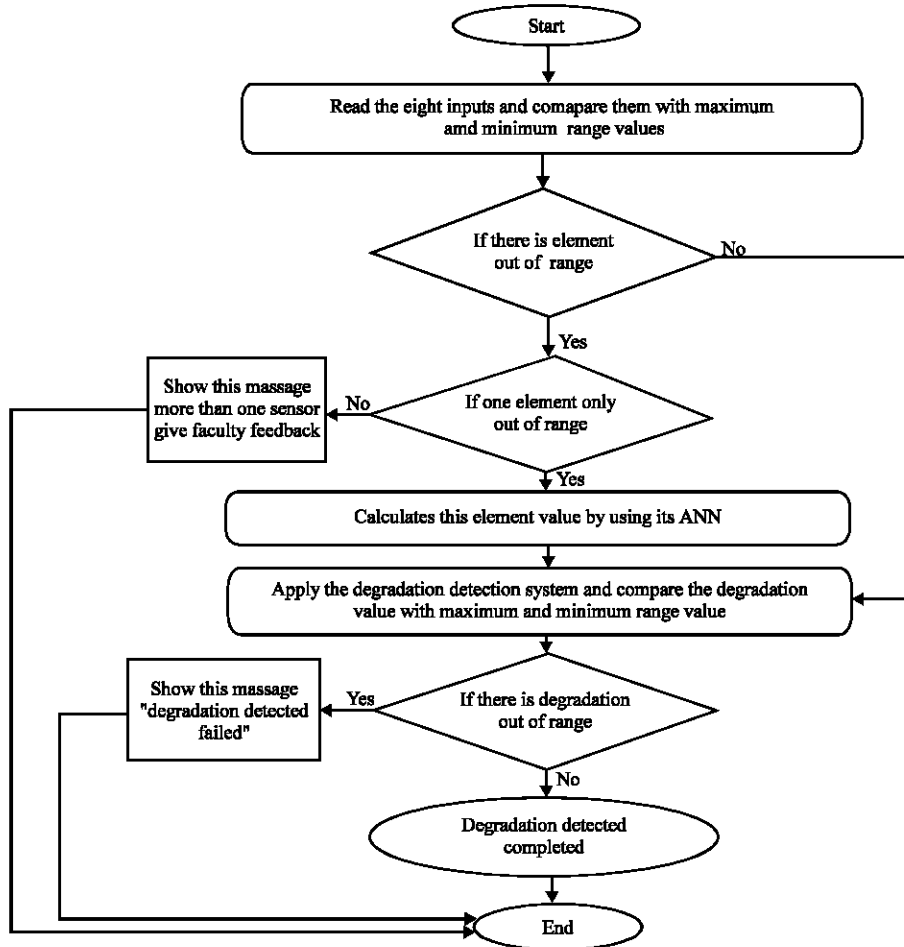 Start
Read the eight inputs and comapare them with maximum
amd minimum range values
If there is element
out of range
No
Yes
Show this massage
more than one sensor
give faculty feedback
No
If one element only
out of range
Yes
Calculates this element value by using its ANN
Apply the degradation detection system and compare the degradation
value with maximum and minimum range value
Show this massage
"degradation detected
failed"
Yes
If there is degradation
out of range
No
Degradation detected
completed
End